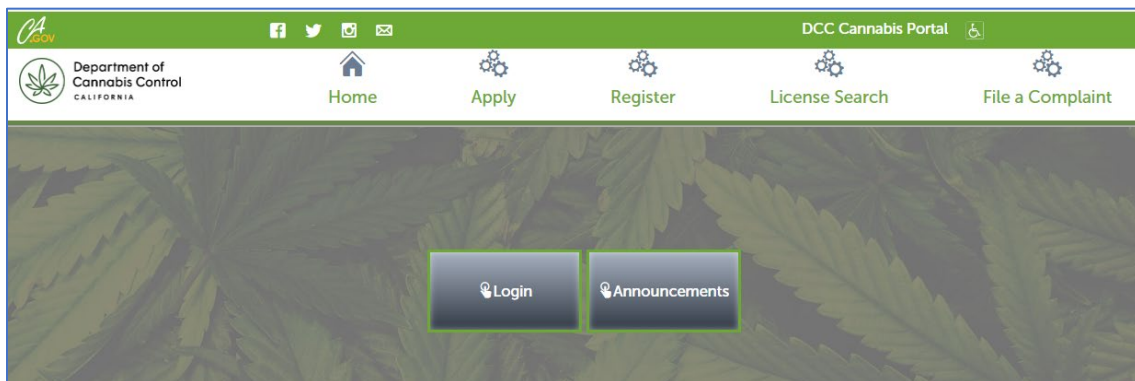 CA.GOV
DCC Cannabis Portal
Department of
Cannabis Control
CALIFORNIA
Home
Apply
Register
License Search
File a Complaint
Login
Announcements